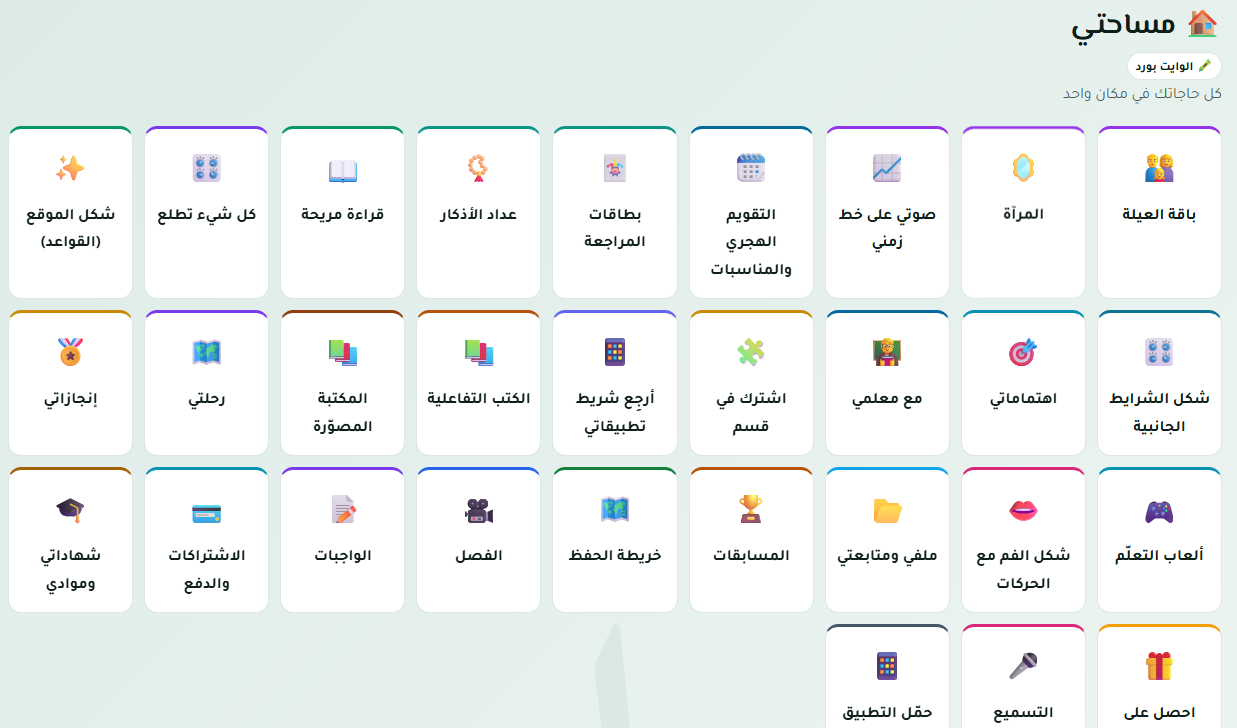 مساحتي
الوايت بورد
كل حاجاتك في مكان واحد
باقة العيلة
المرآة
صوتي على خط
زمني
التقويم
الهجري
والمناسبات
بطاقات
المراجعة
عداد الأذكار
قراءة مريحة
كل شيء تطلع
شكل الموقع
(القواعد)
شكل الشرايط
الجانبية
اهتماماتي
مع معلمي
اشترك في
قسم
أرجِع شريط
تطبيقاتي
الكتب التفاعلية
المكتبة
المصوّرة
رحلتي
إنجازاتي
ألعاب التعلّم
شكل الفم مع
الحركات
ملفي ومتابعتي
المسابقات
خريطة الحفظ
الفصل
الواجبات
الاشتراكات
والدفع
شهاداتي
وموادي
احصل على
التسميع
حمّل التطبيق